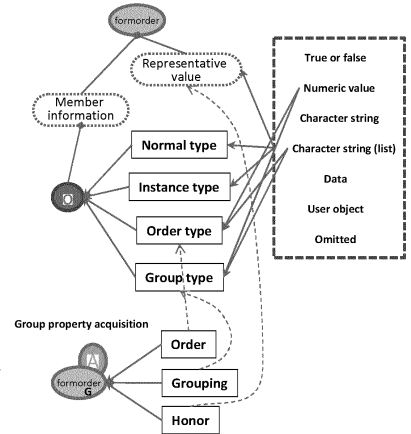 formorder
Representative
value
Member
information
True or false
Numeric value
Character string
Character string (list)
Data
User object
Omitted
Normal type
Instance type
O
Order type
Group type
Group property acquisition
Order
A
formorder
G
Grouping
Honor